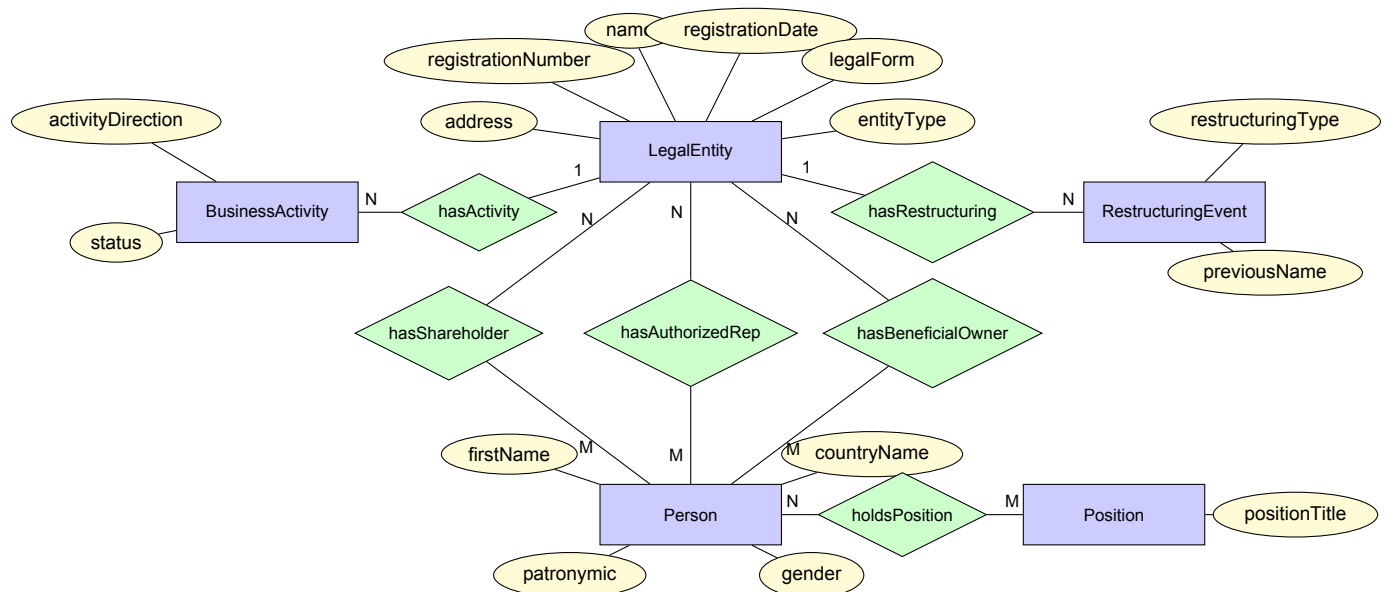 name
registrationDate
registrationNumber
legalForm
activityDirection
address
entityType
restructuringType
LegalEntity
1
1
N
hasActivity
BusinessActivity
N
N
N
hasRestructuring
N
RestructuringEvent
status
previousName
hasShareholder
hasAuthorizedRep
hasBeneficialOwner
M
M
M
firstName
countryName
N
M
Person
holdsPosition
Position
positionTitle
patronymic
gender